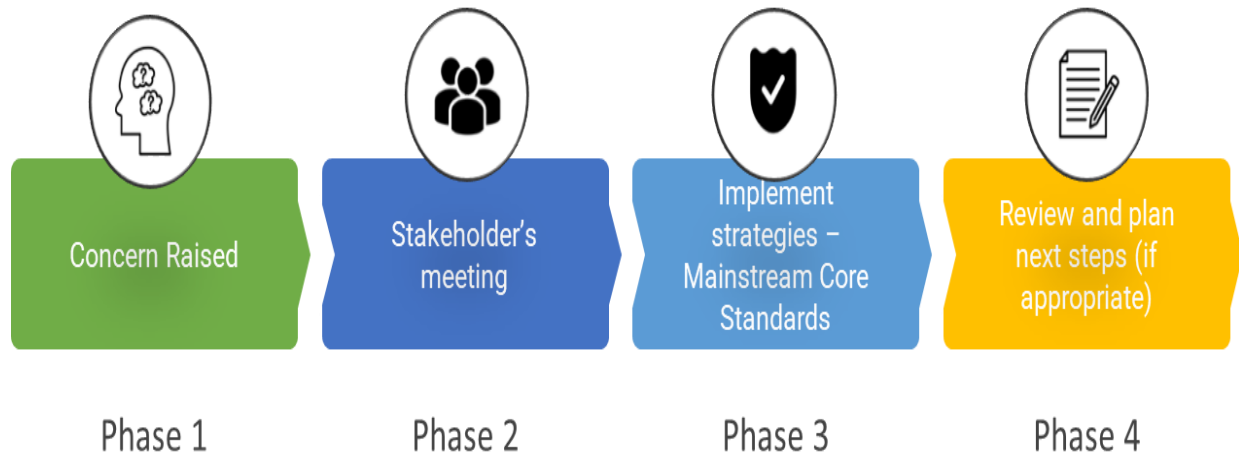 Concern Raised
Stakeholder’s
meeting
Implement
strategies –
Mainstream Core
Standards
Review and plan
next steps (if
appropriate)
Phase 1
Phase 2
Phase 3
Phase 4